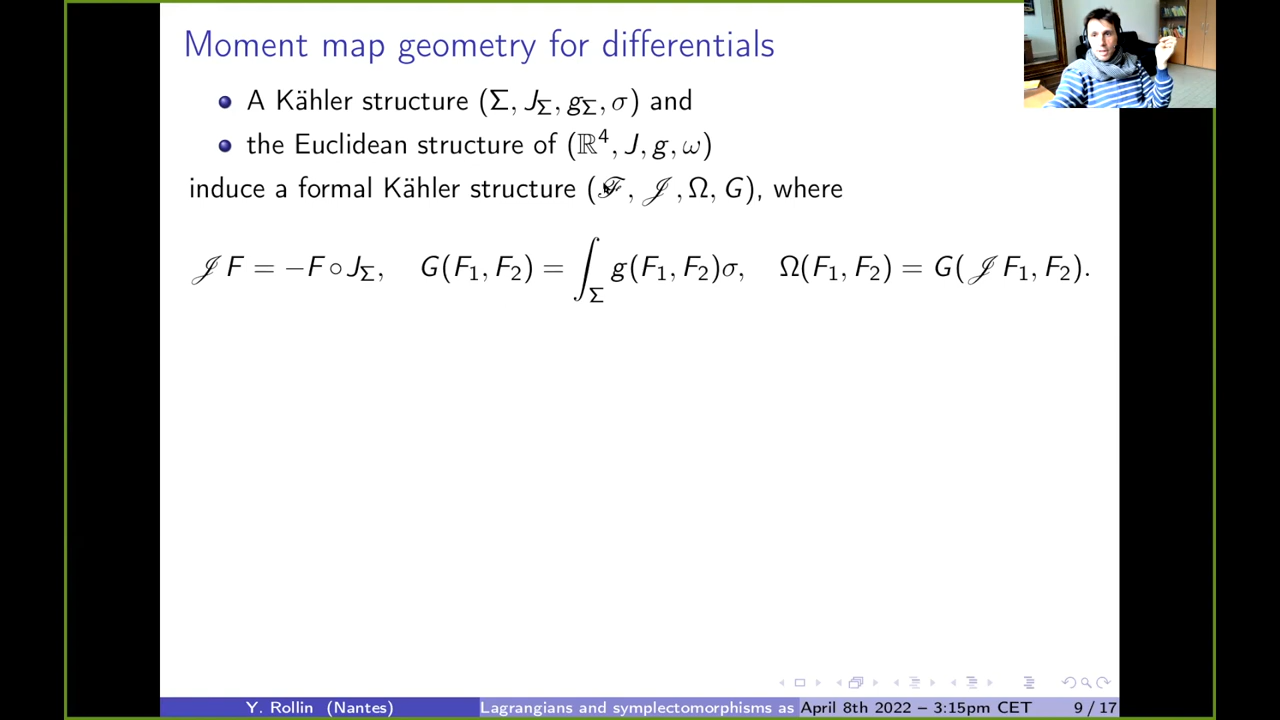 Moment map geometry for differentials
A Kähler structure (Σ, J_Σ, g_Σ, σ) and
the Euclidean structure of (ℝ⁴, J, g, ω)
induce a formal Kähler structure (ℱ, 𝒥, Ω, G), where
𝒥F = −F ∘ J_Σ, G(F₁, F₂) = ∫_Σ g(F₁, F₂)σ, Ω(F₁, F₂) = G(𝒥F₁, F₂).
Y. Rollin (Nantes) Lagrangians and symplectomorphisms as April 8th 2022 – 3:15pm CET 9 / 17